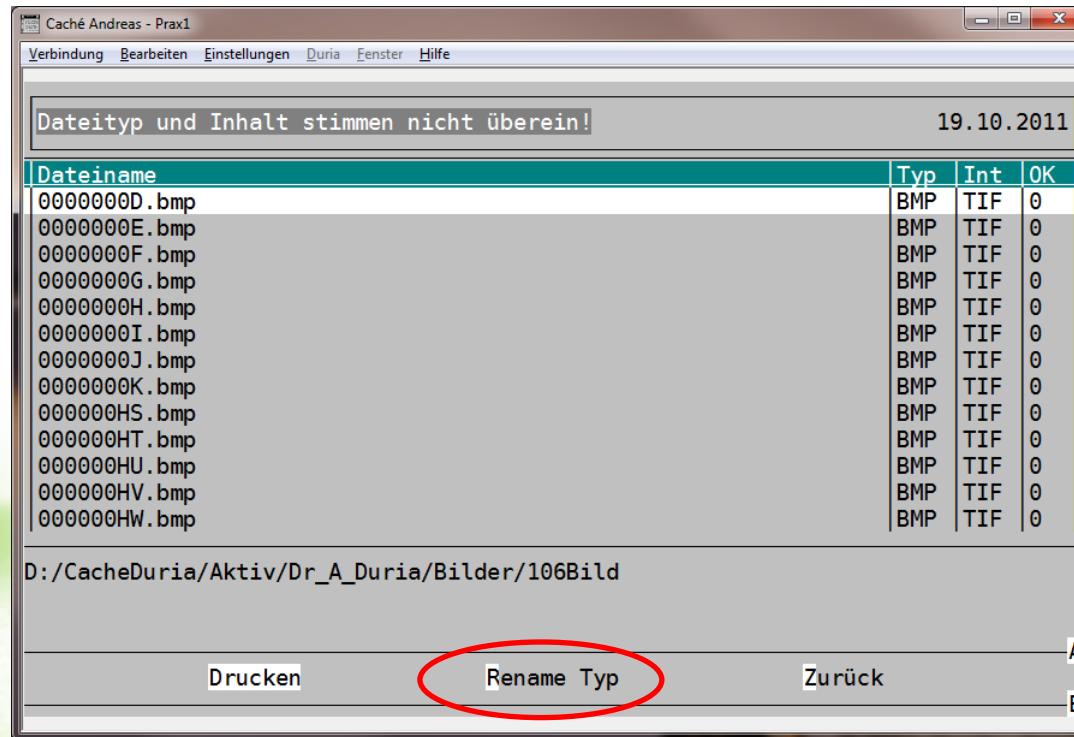 Caché Andreas - Prax1
Verbindung Bearbeiten Einstellungen Duria Fenster Hilfe
Dateityp und Inhalt stimmen nicht überein! 19.10.2011
Dateiname Typ Int OK
0000000D.bmp BMP TIF 0
0000000E.bmp BMP TIF 0
0000000F.bmp BMP TIF 0
0000000G.bmp BMP TIF 0
0000000H.bmp BMP TIF 0
0000000I.bmp BMP TIF 0
0000000J.bmp BMP TIF 0
0000000K.bmp BMP TIF 0
000000HS.bmp BMP TIF 0
000000HT.bmp BMP TIF 0
000000HU.bmp BMP TIF 0
000000HV.bmp BMP TIF 0
000000HW.bmp BMP TIF 0
D:/CacheDuria/Aktiv/Dr_A_Duria/Bilder/106Bild
Drucken Rename Typ Zurück